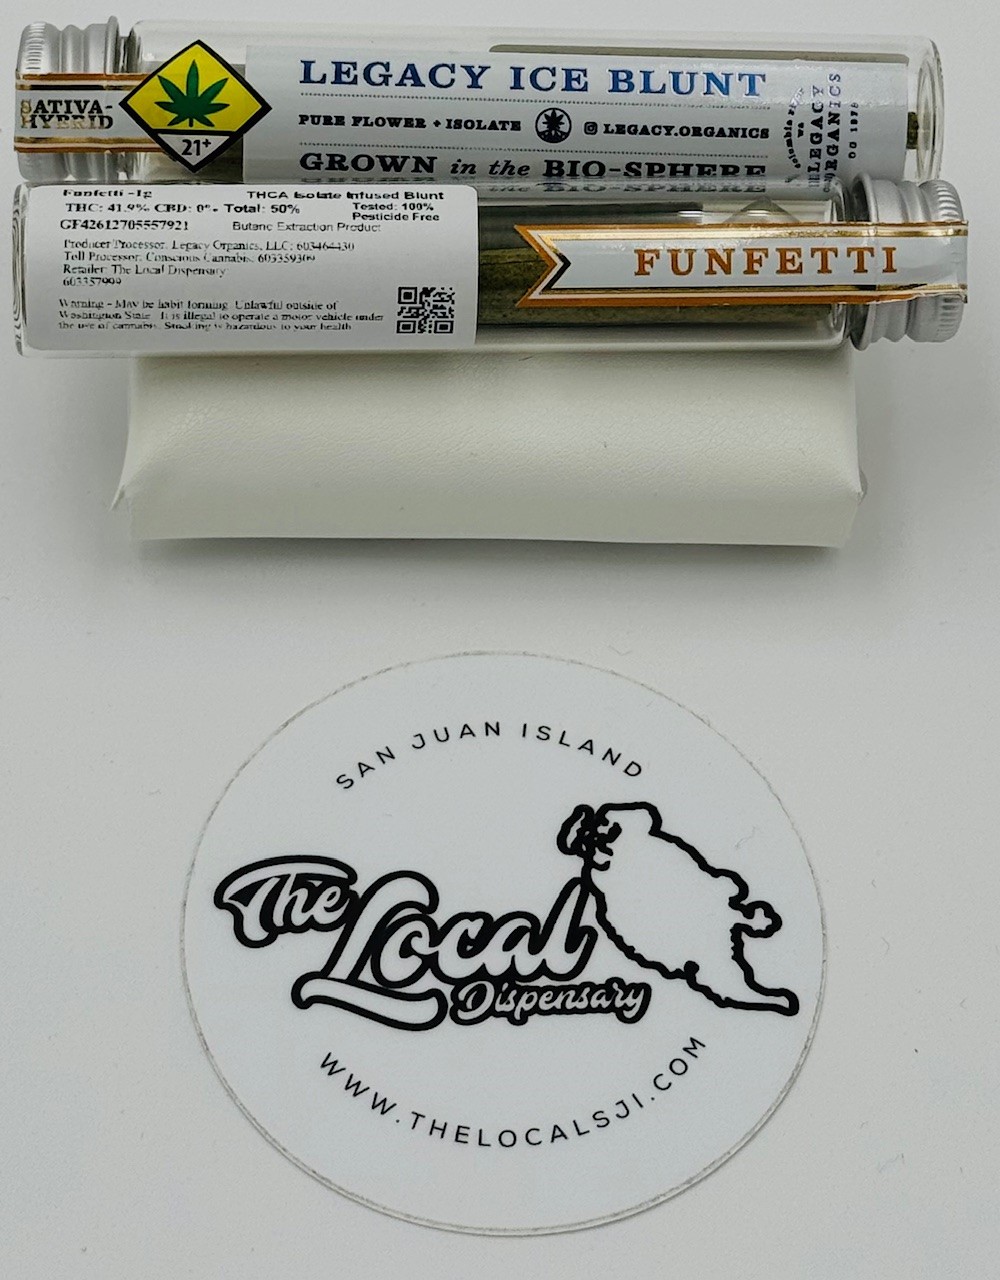 SATIVA-
HYBRID
21+
LEGACY ICE BLUNT
PURE FLOWER + ISOLATE
LEGACY.ORGANICS
GROWN in the BIO-SPHERE
LEGACY
ORGANICS
Funfetti -1g
THCA Isolate Infused Blunt
THC: 41.9% CBD: 0% Total: 50%
Tested: 100%
Pesticide Free
GF42612705557921
Butane Extraction Product
Producer/Processor: Legacy Organics, LLC: 603464430
Toll Processor: Conscious Cannabis: 603359309
Retailer: The Local Dispensary:
603357999
Warning - May be habit forming. Unlawful outside of
Washington State. It is illegal to operate a motor vehicle under
the use of cannabis. Smoking is hazardous to your health
FUNFETTI
SAN JUAN ISLAND
The Local
Dispensary
WWW.THELOCALSJI.COM